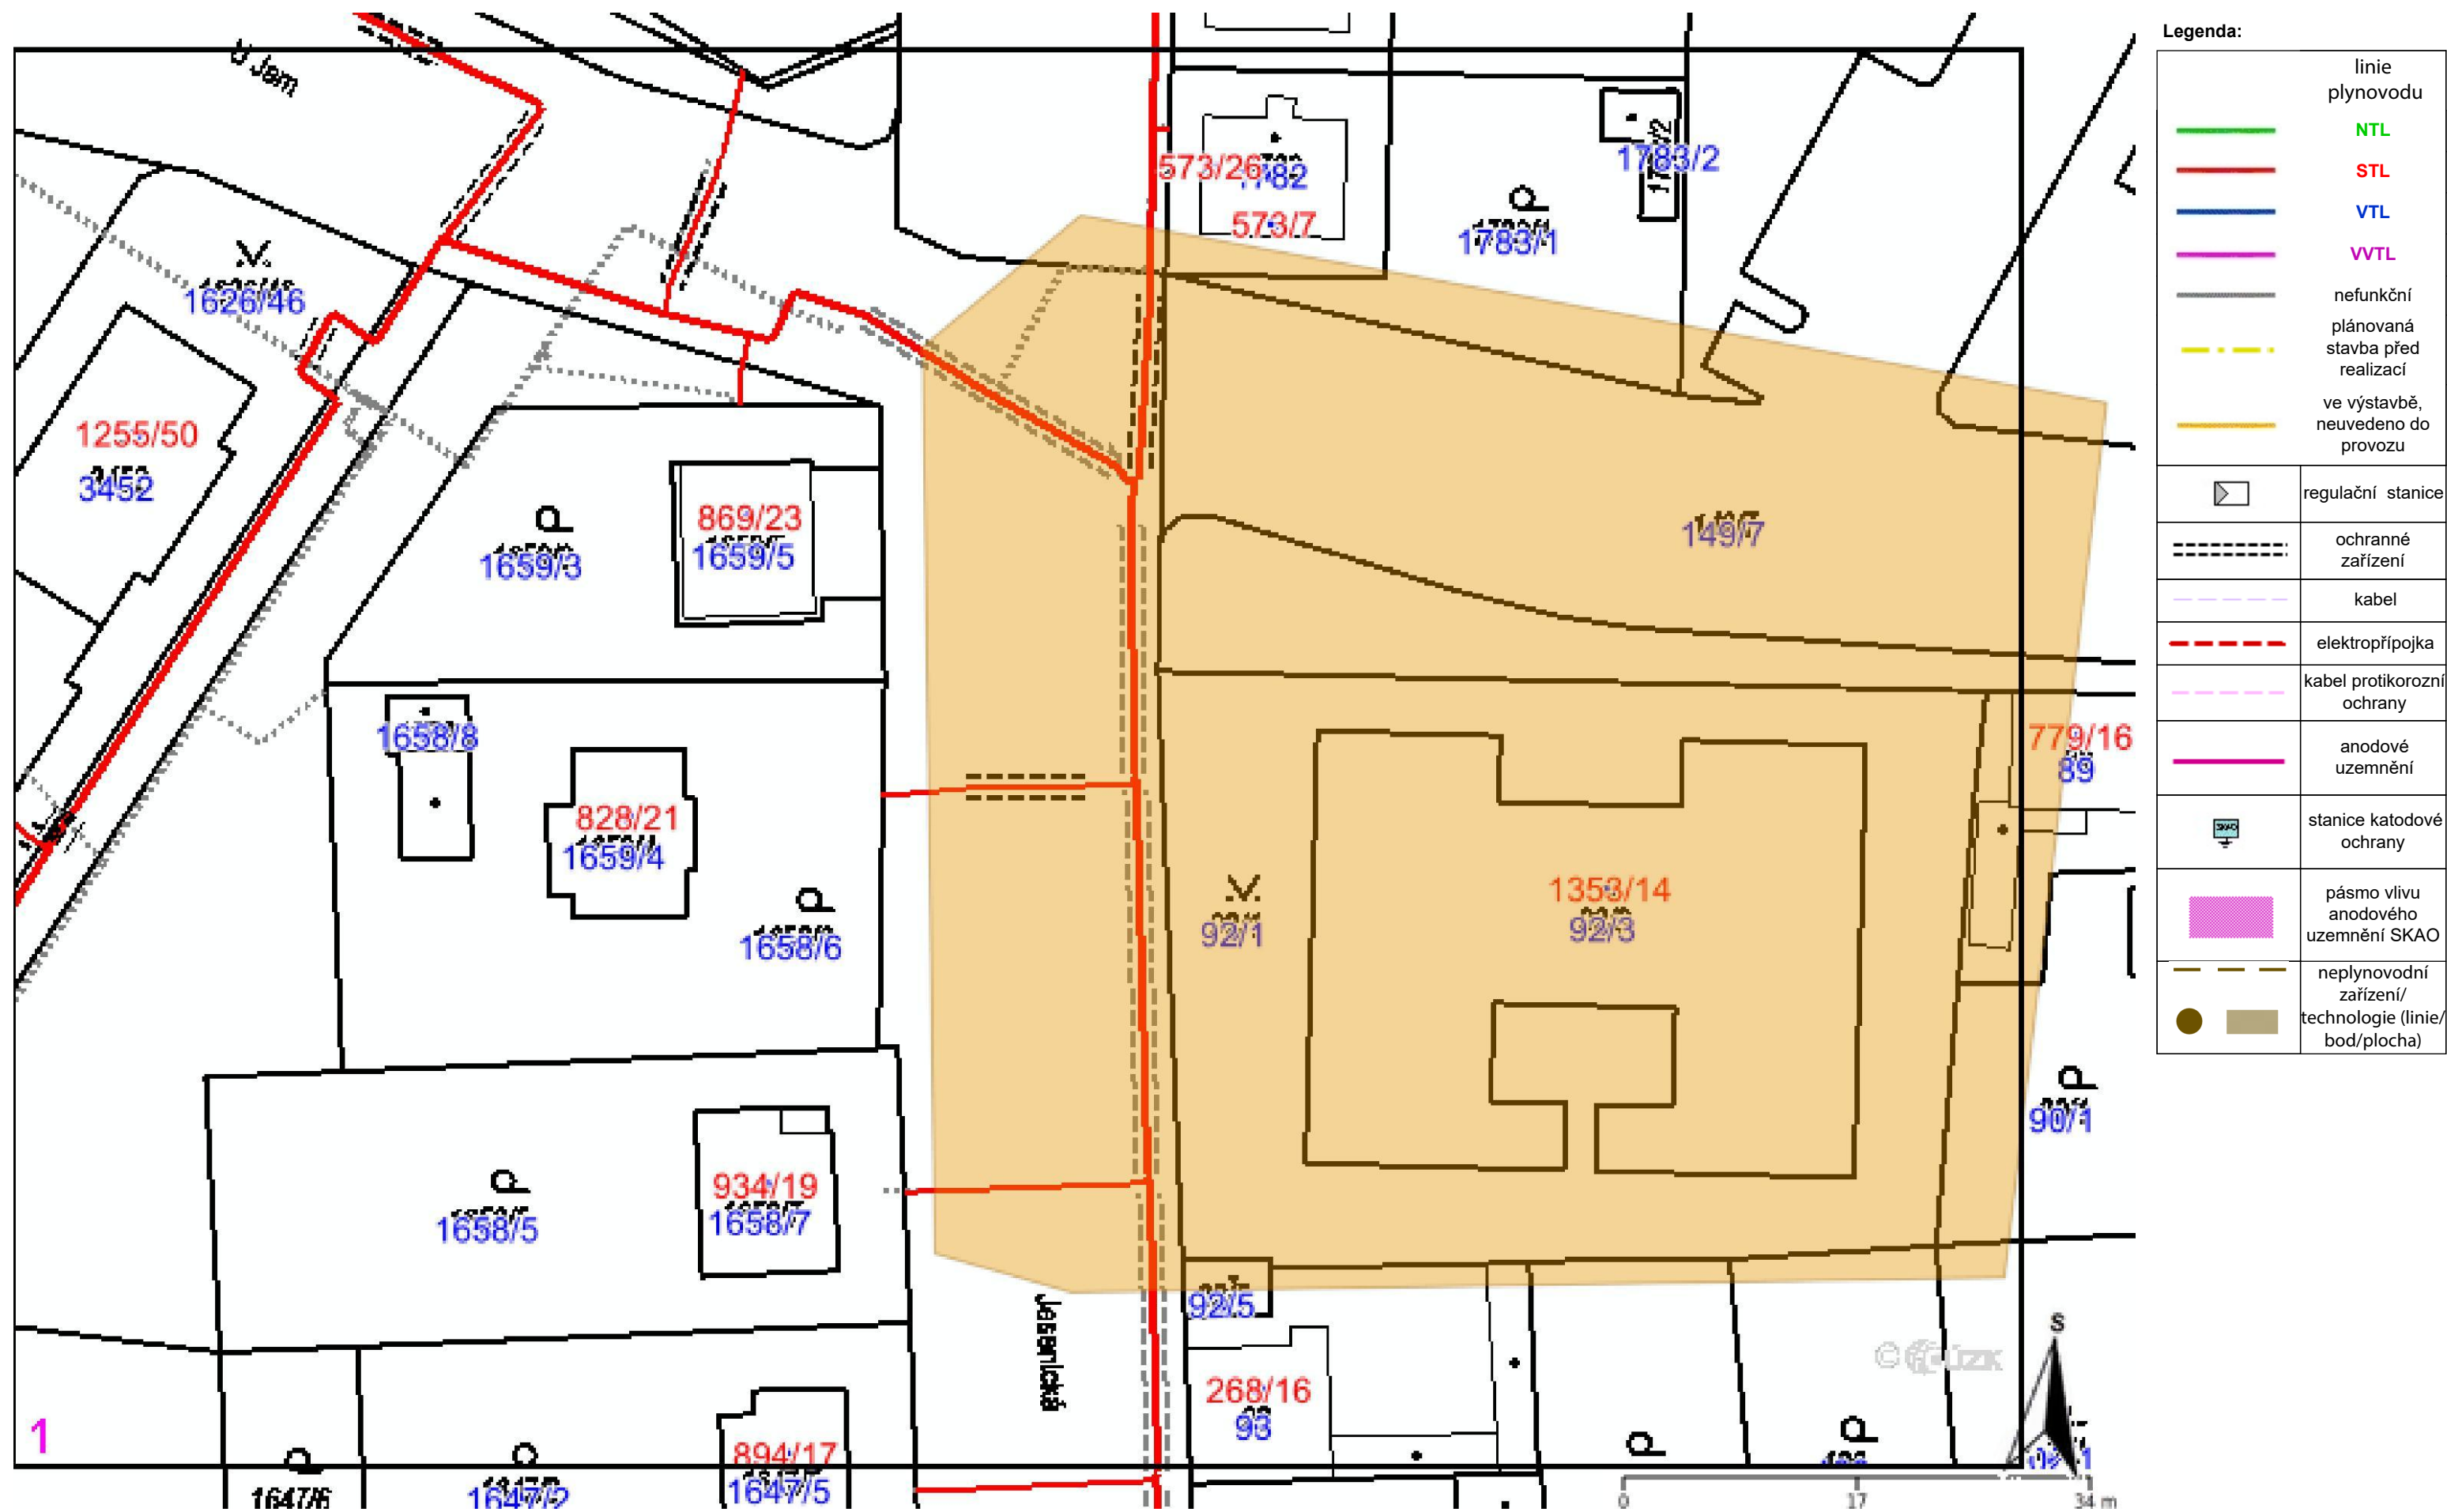 Legenda:
linie
plynovodu
NTL
STL
VTL
VVTL
nefunkční
plánovaná
stavba před
realizací
ve výstavbě,
neuvedeno do
provozu
regulační stanice
ochranné
zařízení
kabel
elektropřípojka
kabel protikorozní
ochrany
anodové
uzemnění
SKAO
stanice katodové
ochrany
pásmo vlivu
anodového
uzemnění SKAO
neplynovodní
zařízení/
technologie (linie/
bod/plocha)
U Jam
573/26
1782
573/7
1783/2
1783/1
1626/46
1255/50
3452
869/23
1659/5
1659/3
149/7
1658/8
828/21
1659/4
1658/6
779/16
89
1353/14
92/3
92/1
90/1
934/19
1658/7
1658/5
92/5
Jesenická
268/16
93
894/17
1647/5
1647/2
1647/6
1
S
0 17 34 m